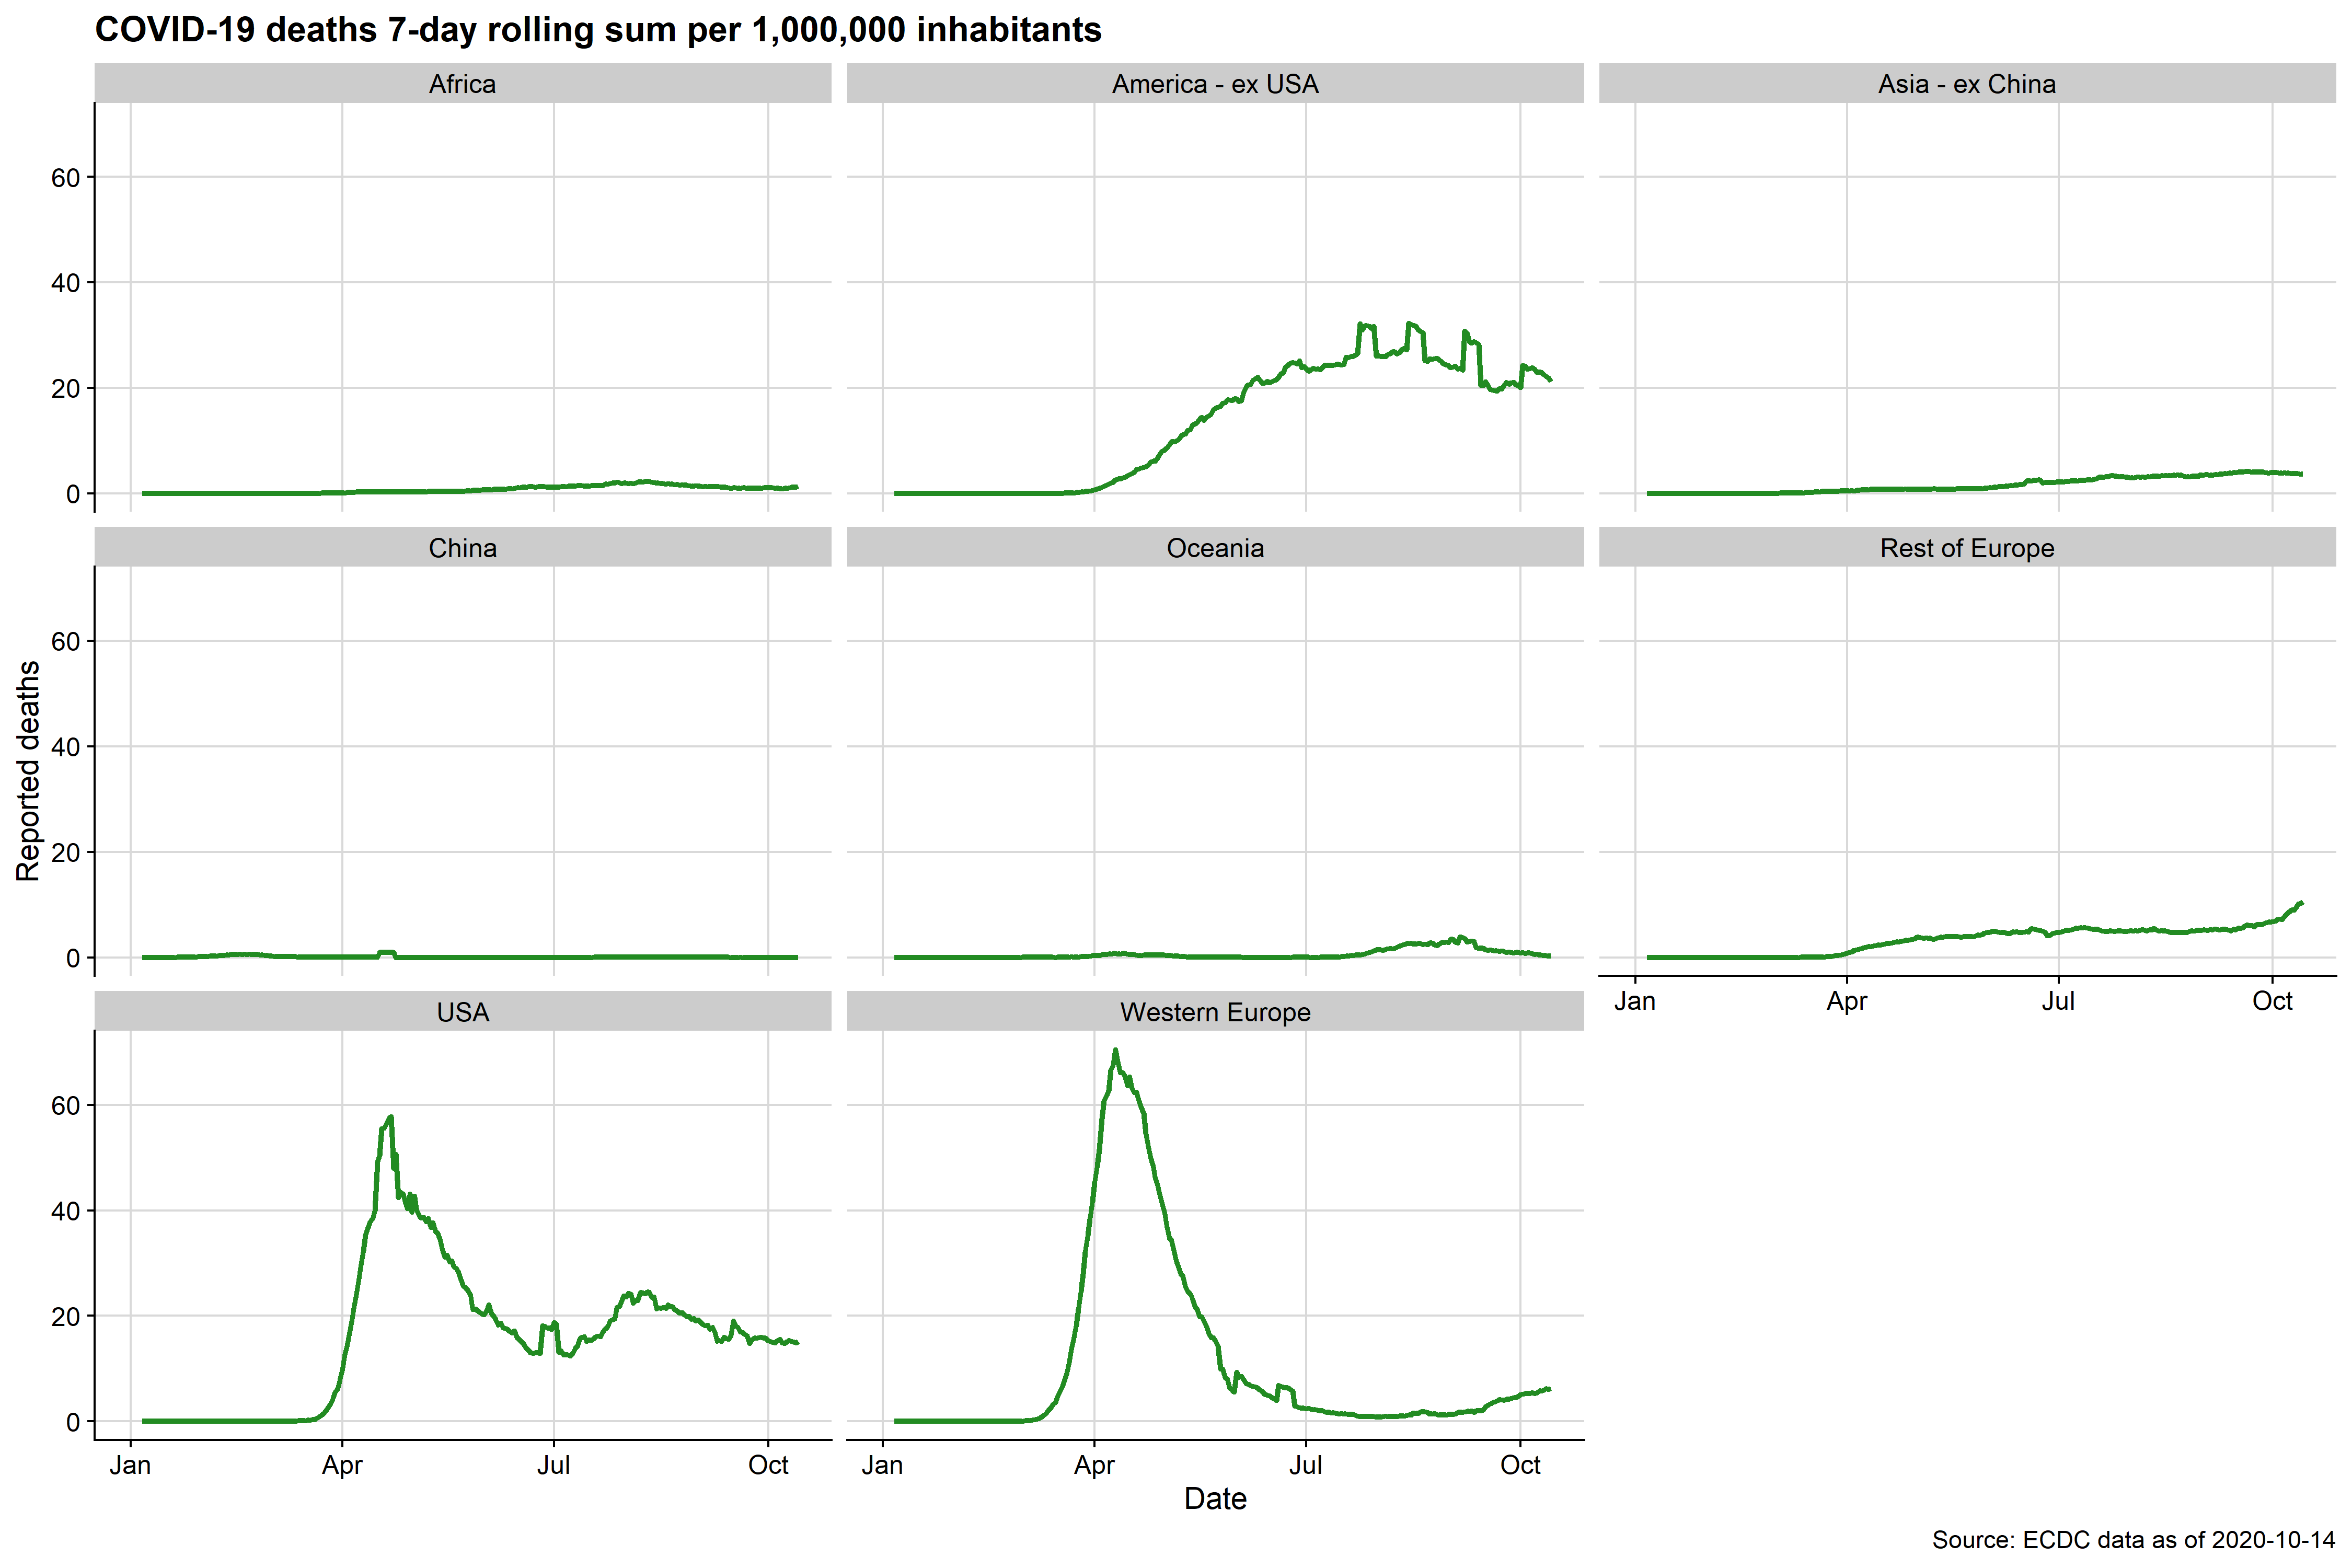 COVID-19 deaths 7-day rolling sum per 1,000,000 inhabitants
Africa
America - ex USA
Asia - ex China
60
40
20
0
China
Oceania
Rest of Europe
60
40
20
0
Jan
Apr
Jul
Oct
USA
Western Europe
60
40
20
0
Jan
Apr
Jul
Oct
Jan
Apr
Jul
Oct
Reported deaths
Date
Source: ECDC data as of 2020-10-14